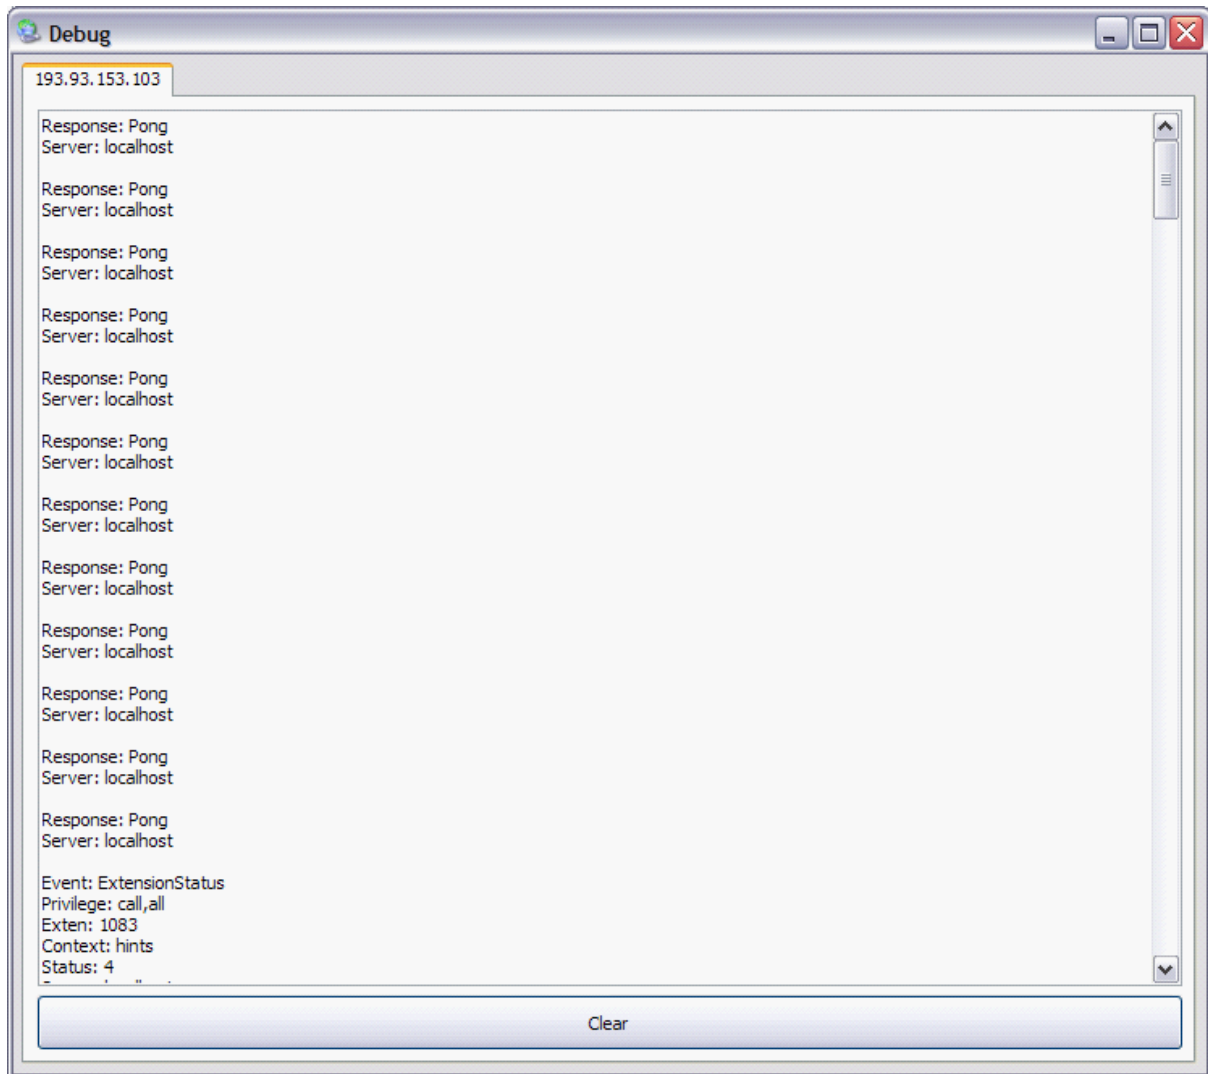 Debug
193.93.153.103
Response: Pong
Server: localhost
Response: Pong
Server: localhost
Response: Pong
Server: localhost
Response: Pong
Server: localhost
Response: Pong
Server: localhost
Response: Pong
Server: localhost
Response: Pong
Server: localhost
Response: Pong
Server: localhost
Response: Pong
Server: localhost
Response: Pong
Server: localhost
Response: Pong
Server: localhost
Response: Pong
Server: localhost
Event: ExtensionStatus
Privilege: call,all
Exten: 1083
Context: hints
Status: 4
Clear